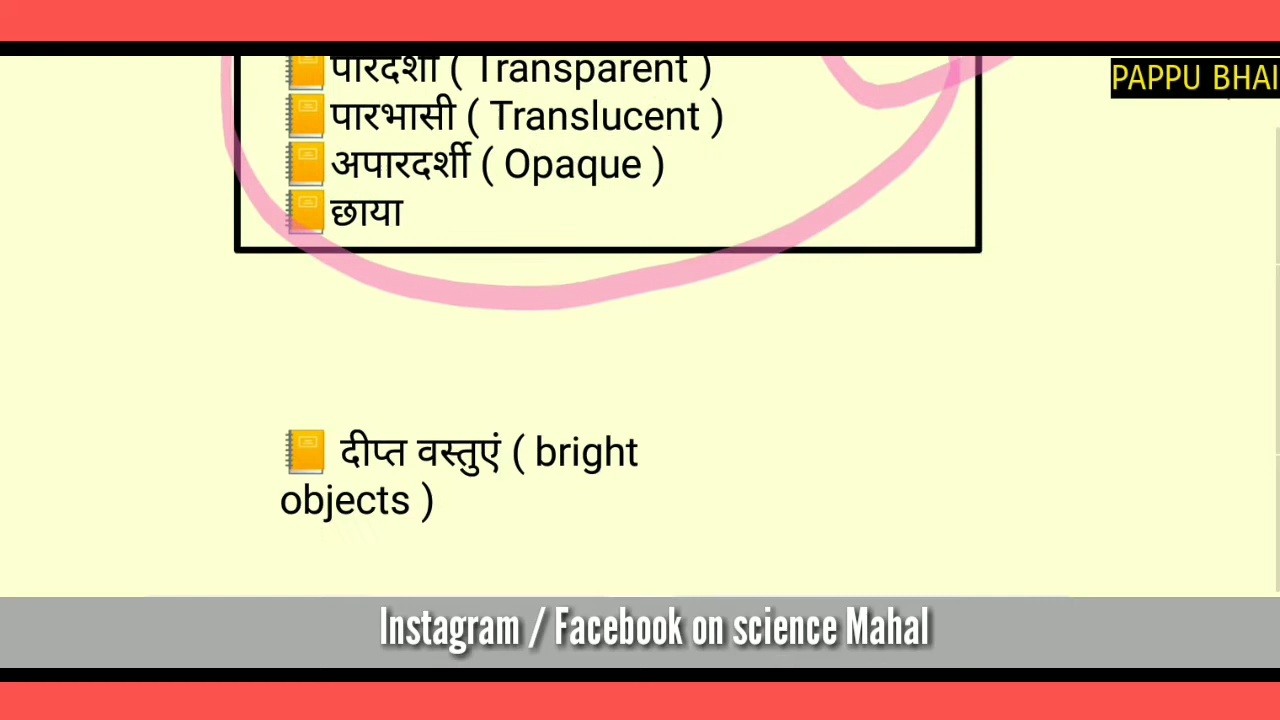 📒पारदर्शी ( Transparent )
PAPPU BHAI
📒पारभासी ( Translucent )
📒अपारदर्शी ( Opaque )
📒छाया
📒 दीप्त वस्तुएं ( bright
objects )
Instagram / Facebook on science Mahal